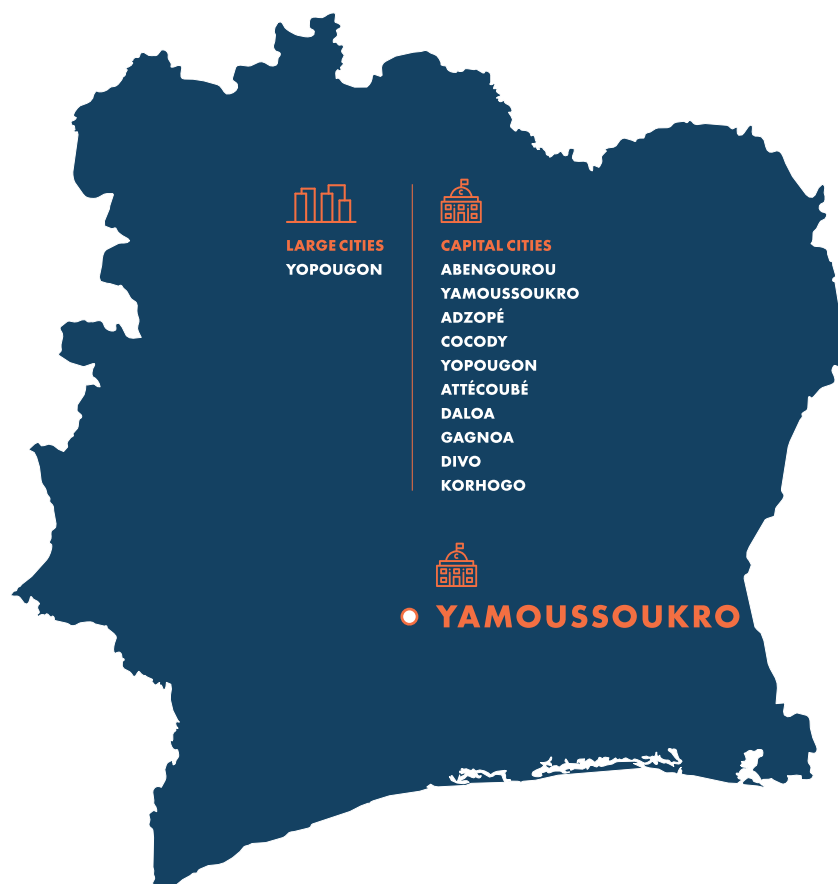 LARGE CITIES
YOPOUGON
CAPITAL CITIES
ABENGOUROU
YAMOUSSOUKRO
ADZOPÉ
COCODY
YOPOUGON
ATTÉCOUBÉ
DALOA
GAGNOA
DIVO
KORHOGO
C
C
YAMOUSSOUKRO